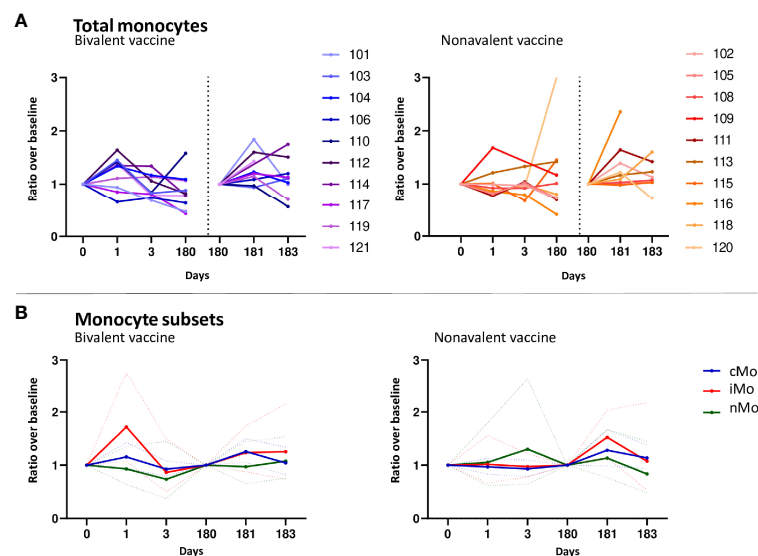 A
Total monocytes
Bivalent vaccine
Ratio over baseline
3
2
1
0
0 1 3 180 180 181 183
Days
101
103
104
106
110
112
114
117
119
121
Nonavalent vaccine
Ratio over baseline
3
2
1
0
0 1 3 180 180 181 183
Days
102
105
108
109
111
113
115
116
118
120
B
Monocyte subsets
Bivalent vaccine
Ratio over baseline
3
2
1
0
0 1 3 180 181 183
Days
Nonavalent vaccine
Ratio over baseline
3
2
1
0
0 1 3 180 181 183
Days
cMo
iMo
nMo